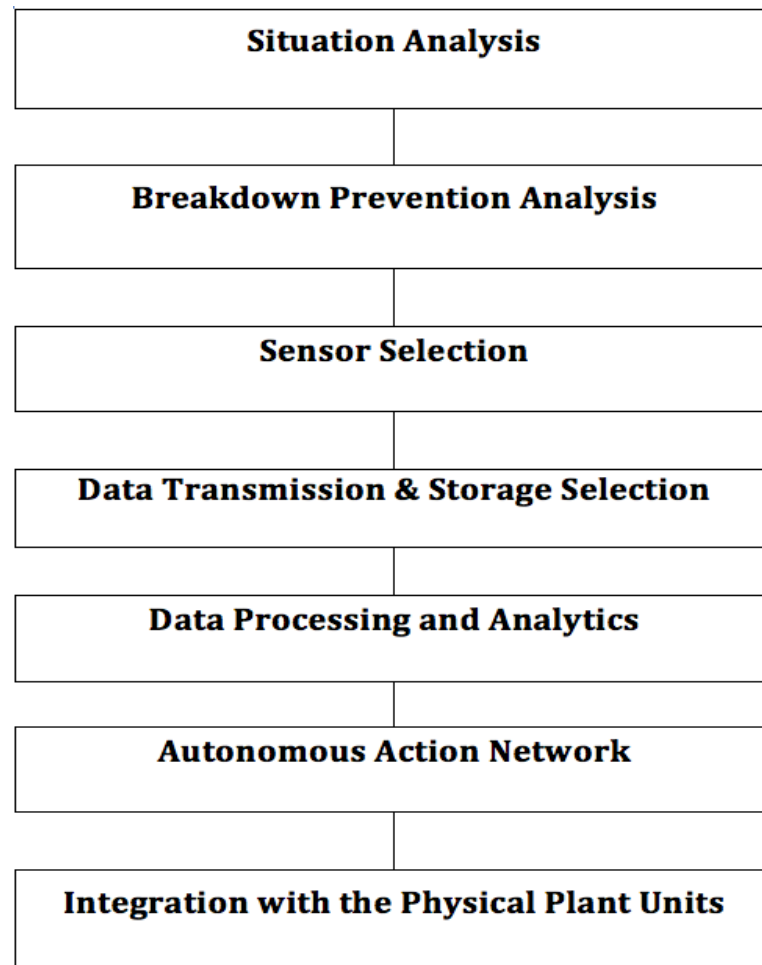 Situation Analysis
Breakdown Prevention Analysis
Sensor Selection
Data Transmission & Storage Selection
Data Processing and Analytics
Autonomous Action Network
Integration with the Physical Plant Units